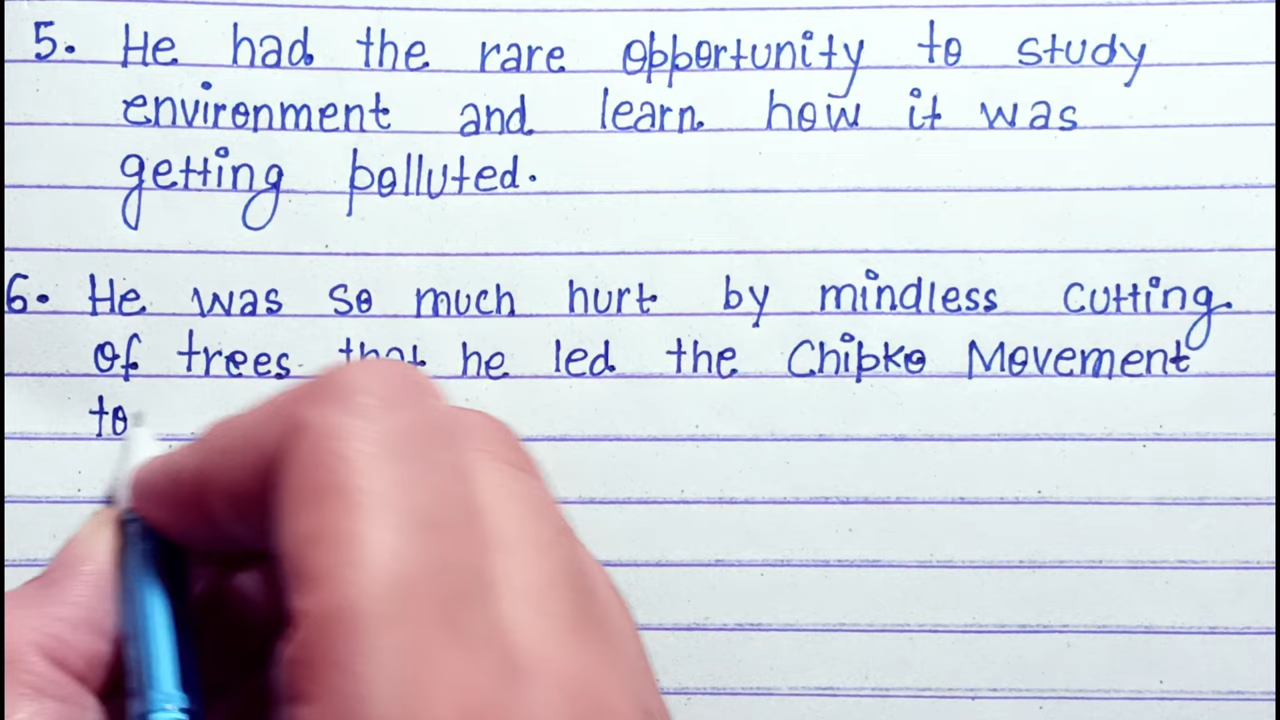 5. He had the rare opportunity to study
environment and learn how it was
getting polluted.
6. He was so much hurt by mindless cutting
of trees that he led the Chipko Movement
to